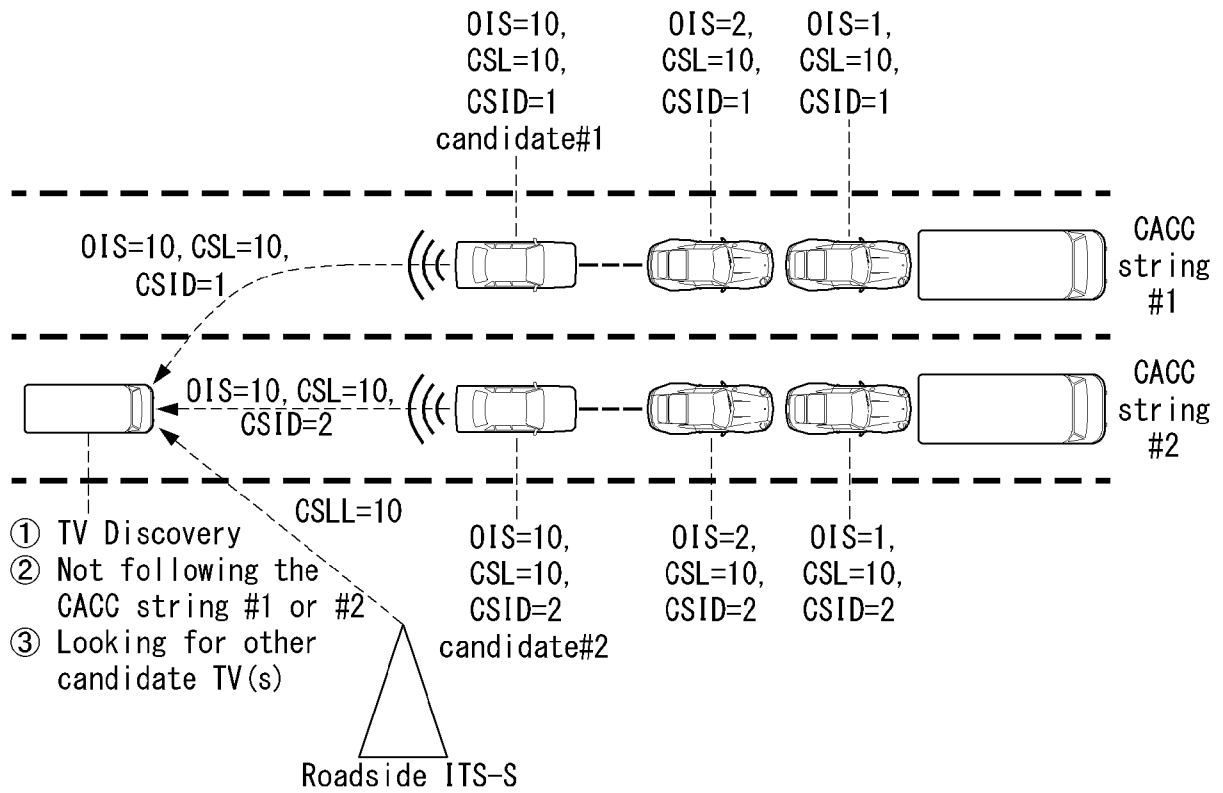 OIS=10,
CSL=10,
CSID=1
candidate#1
OIS=2,
CSL=10,
CSID=1
OIS=1,
CSL=10,
CSID=1
OIS=10, CSL=10,
CSID=1
CACC
string
#1
OIS=10, CSL=10,
CSID=2
CACC
string
#2
CSLL=10
① TV Discovery
② Not following the
CACC string #1 or #2
③ Looking for other
candidate TV(s)
OIS=10,
CSL=10,
CSID=2
candidate#2
OIS=2,
CSL=10,
CSID=2
OIS=1,
CSL=10,
CSID=2
Roadside ITS-S